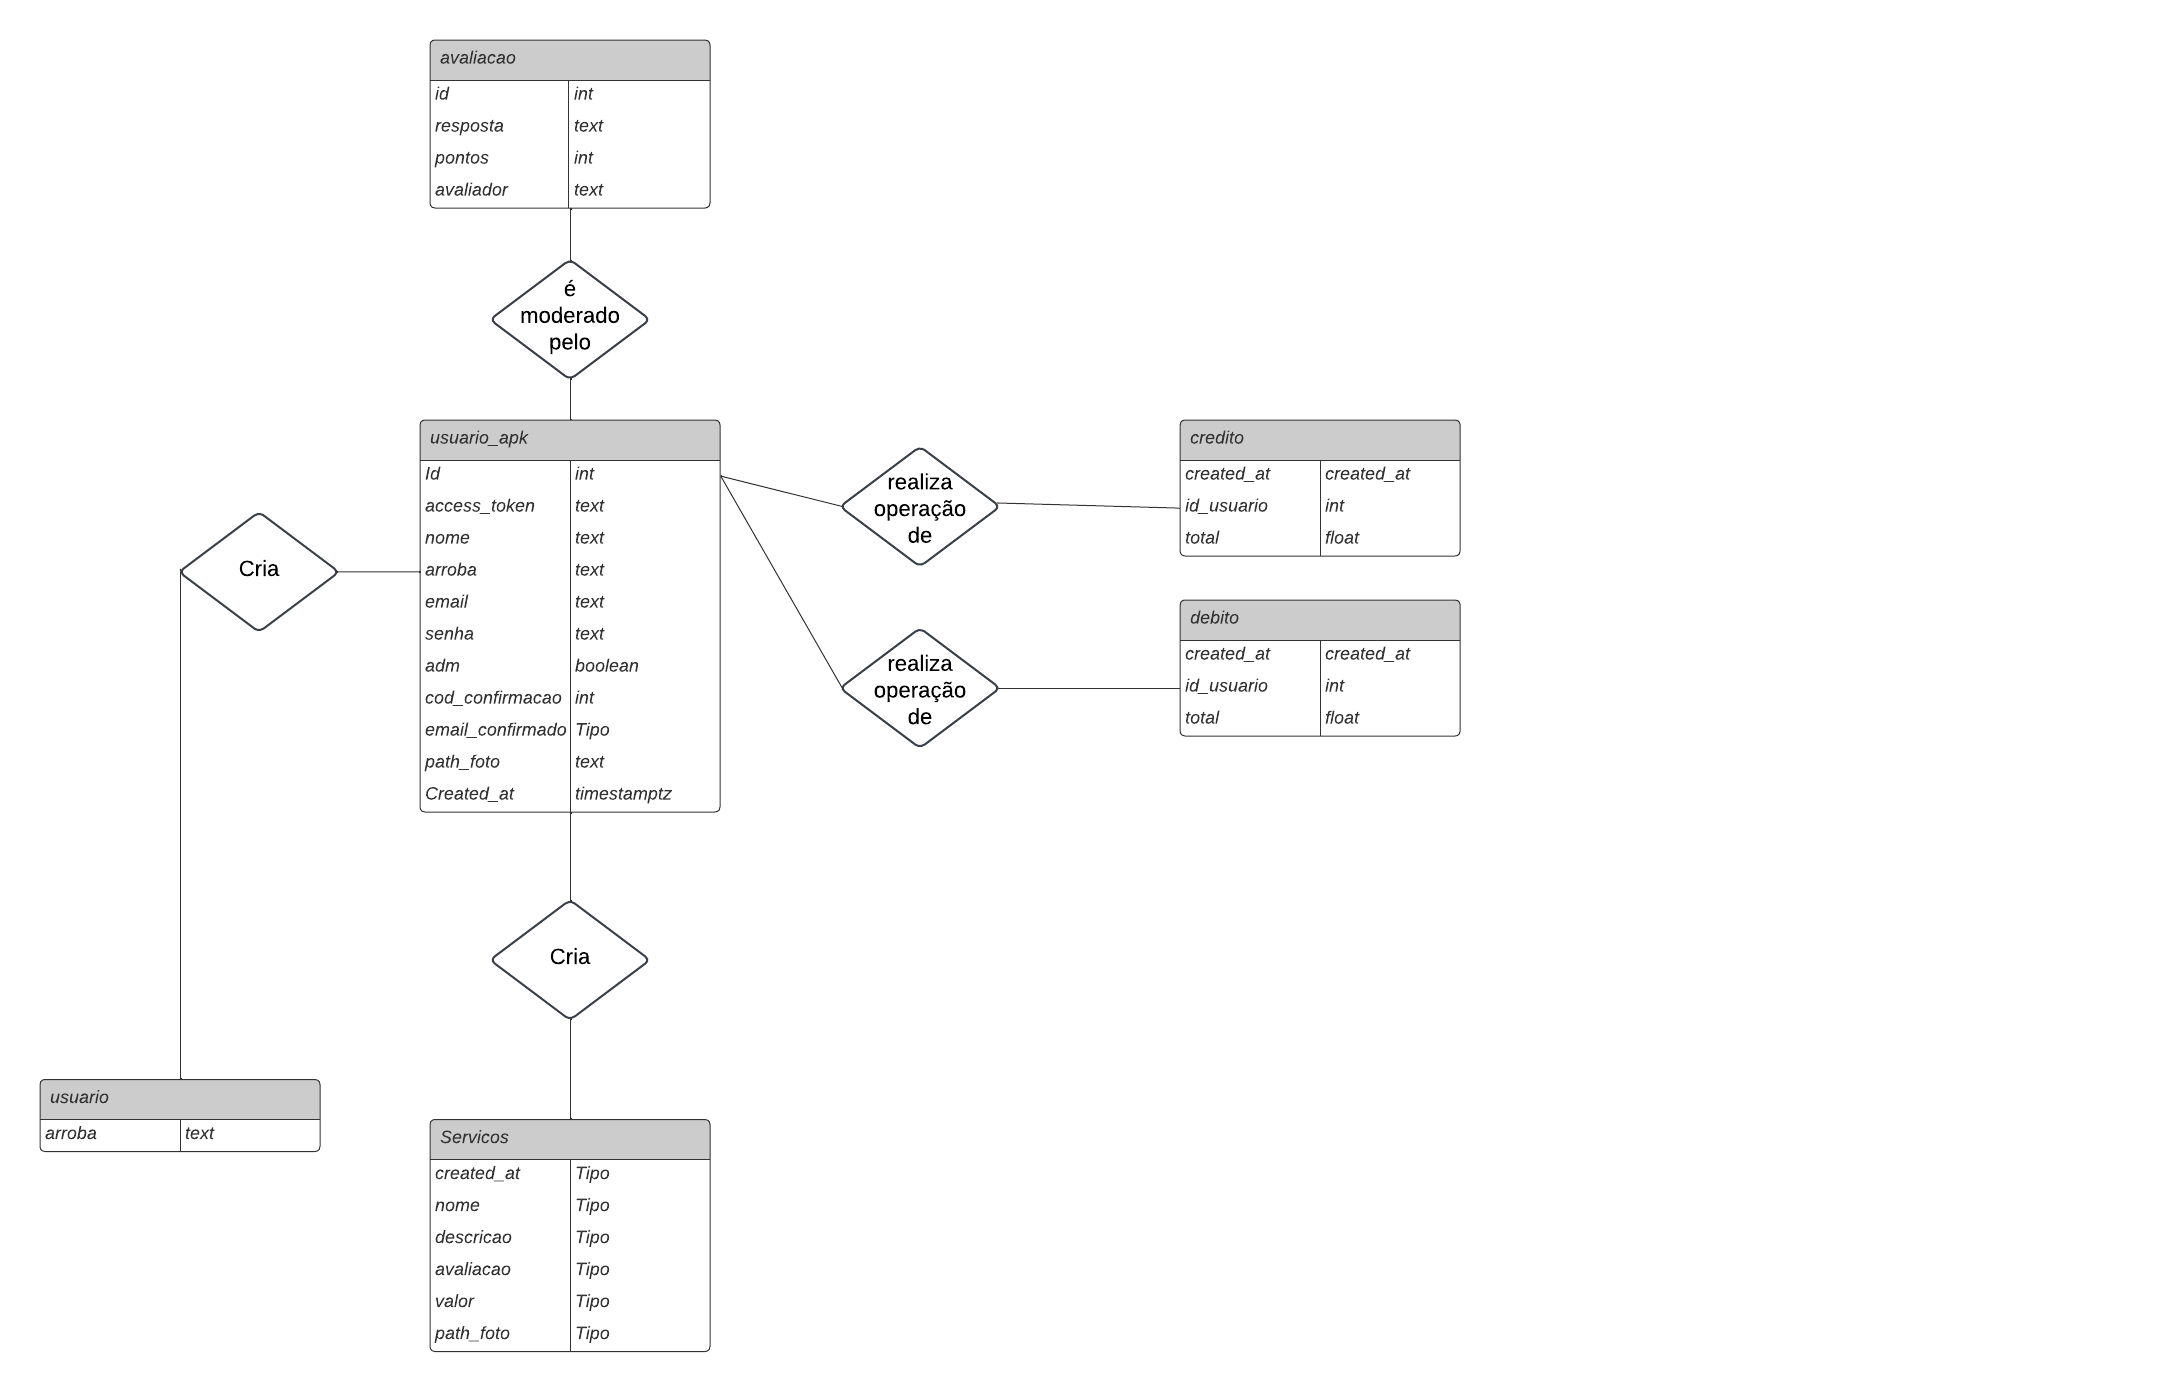 avaliacao
id int
resposta text
pontos int
avaliador text
é
moderado
pelo
usuario_apk
Id int
access_token text
nome text
arroba text
email text
senha text
adm boolean
cod_confirmacao int
email_confirmado Tipo
path_foto text
Created_at timestamptz
realiza
operação
de
credito
created_at created_at
id_usuario int
total float
Cria
realiza
operação
de
debito
created_at created_at
id_usuario int
total float
Cria
usuario
arroba text
Servicos
created_at Tipo
nome Tipo
descricao Tipo
avaliacao Tipo
valor Tipo
path_foto Tipo